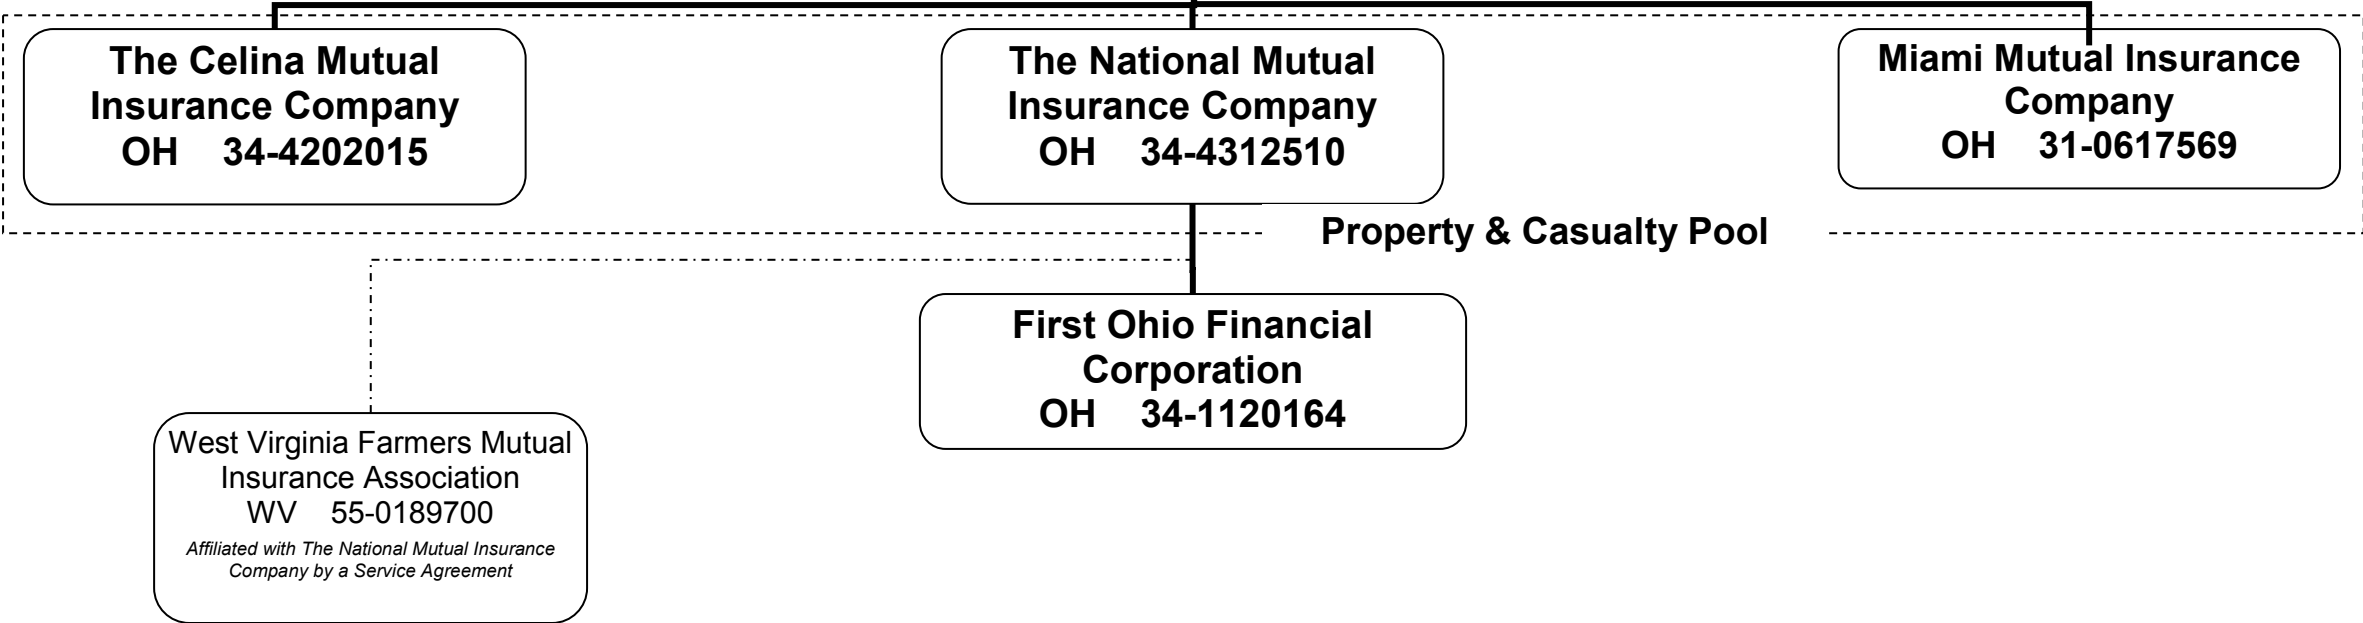 The Celina Mutual
Insurance Company
OH 34-4202015
The National Mutual
Insurance Company
OH 34-4312510
Miami Mutual Insurance
Company
OH 31-0617569
Property & Casualty Pool
First Ohio Financial
Corporation
OH 34-1120164
West Virginia Farmers Mutual
Insurance Association
WV 55-0189700
Affiliated with The National Mutual Insurance
Company by a Service Agreement